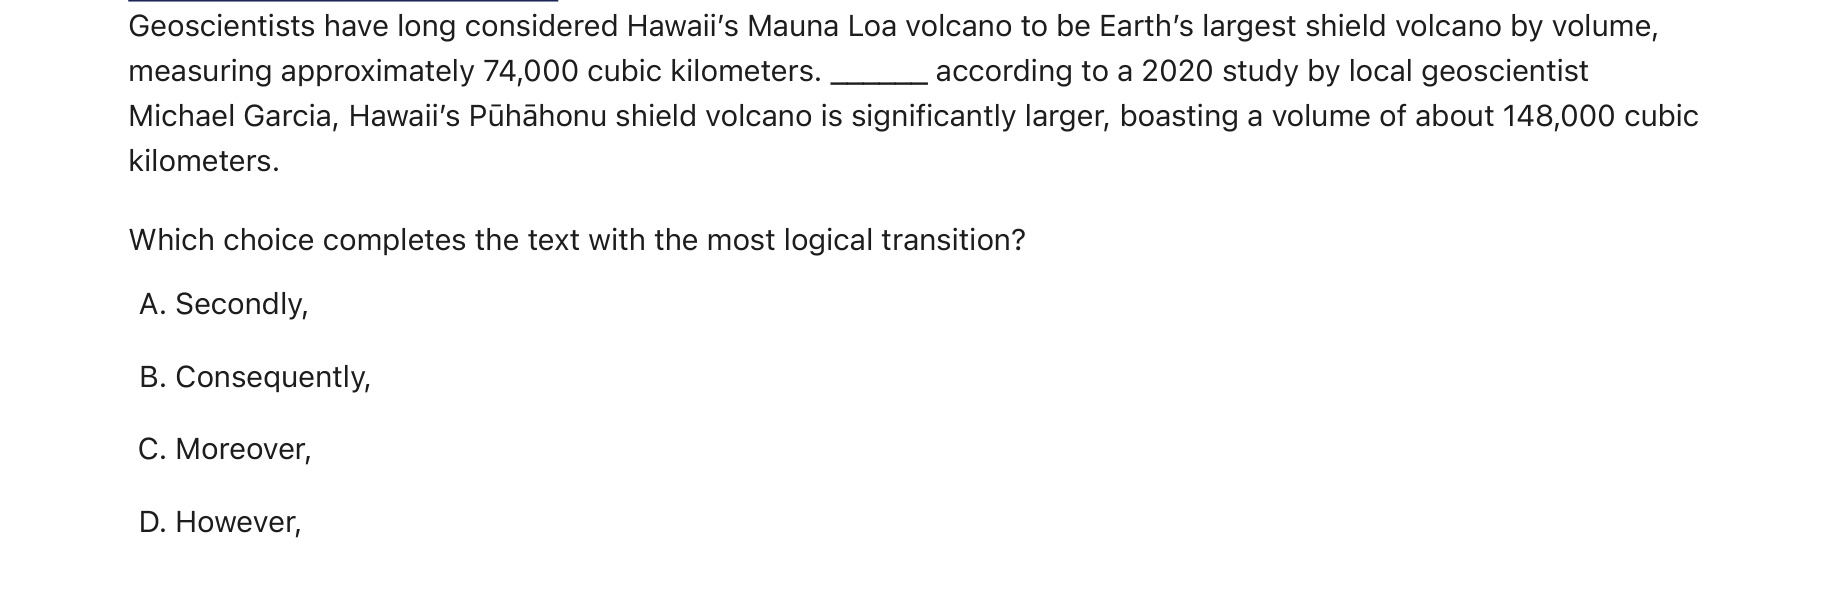 Geoscientists have long considered Hawaii’s Mauna Loa volcano to be Earth’s largest shield volcano by volume,
measuring approximately 74,000 cubic kilometers. ______ according to a 2020 study by local geoscientist
Michael Garcia, Hawaii’s Pūhāhonu shield volcano is significantly larger, boasting a volume of about 148,000 cubic
kilometers.
Which choice completes the text with the most logical transition?
A. Secondly,
B. Consequently,
C. Moreover,
D. However,